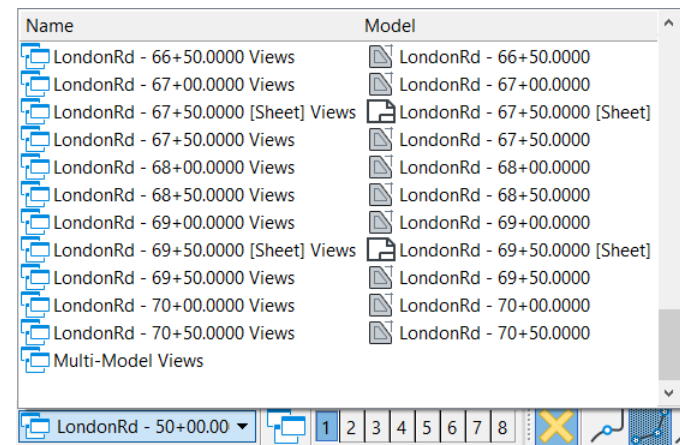 Name Model
LondonRd - 66+50.0000 Views LondonRd - 66+50.0000
LondonRd - 67+00.0000 Views LondonRd - 67+00.0000
LondonRd - 67+50.0000 [Sheet] Views LondonRd - 67+50.0000 [Sheet]
LondonRd - 67+50.0000 Views LondonRd - 67+50.0000
LondonRd - 68+00.0000 Views LondonRd - 68+00.0000
LondonRd - 68+50.0000 Views LondonRd - 68+50.0000
LondonRd - 69+00.0000 Views LondonRd - 69+00.0000
LondonRd - 69+50.0000 [Sheet] Views LondonRd - 69+50.0000 [Sheet]
LondonRd - 69+50.0000 Views LondonRd - 69+50.0000
LondonRd - 70+00.0000 Views LondonRd - 70+00.0000
LondonRd - 70+50.0000 Views LondonRd - 70+50.0000
Multi-Model Views
LondonRd - 50+00.00 1 2 3 4 5 6 7 8